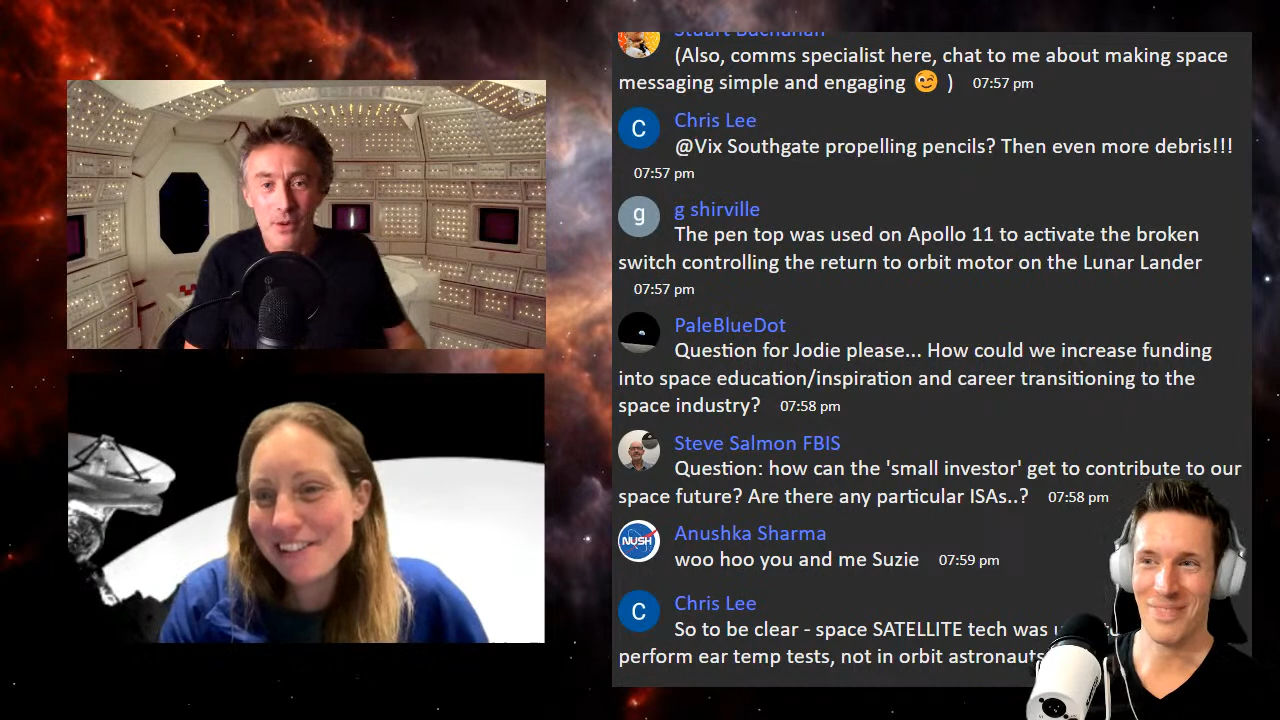 Stuart Buchanan
(Also, comms specialist here, chat to me about making space
messaging simple and engaging 😉 ) 07:57 pm
C
Chris Lee
@Vix Southgate propelling pencils? Then even more debris!!!
07:57 pm
g
g shirville
The pen top was used on Apollo 11 to activate the broken
switch controlling the return to orbit motor on the Lunar Lander
07:57 pm
PaleBlueDot
Question for Jodie please... How could we increase funding
into space education/inspiration and career transitioning to the
space industry? 07:58 pm
Steve Salmon FBIS
Question: how can the 'small investor' get to contribute to our
space future? Are there any particular ISAs..? 07:58 pm
NUSH
Anushka Sharma
woo hoo you and me Suzie 07:59 pm
C
Chris Lee
So to be clear - space SATELLITE tech was
perform ear temp tests, not in orbit astronauts